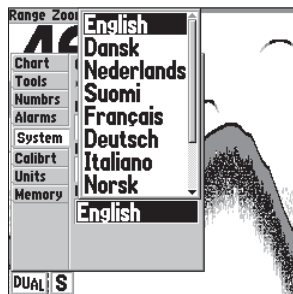 Range Zoo
English
Dansk
Nederlands
Suomi
Français
Deutsch
Italiano
Norsk
English
Chart
Tools
Numbrs
Alarms
System
Calibrt
Units
Memory
DUAL S